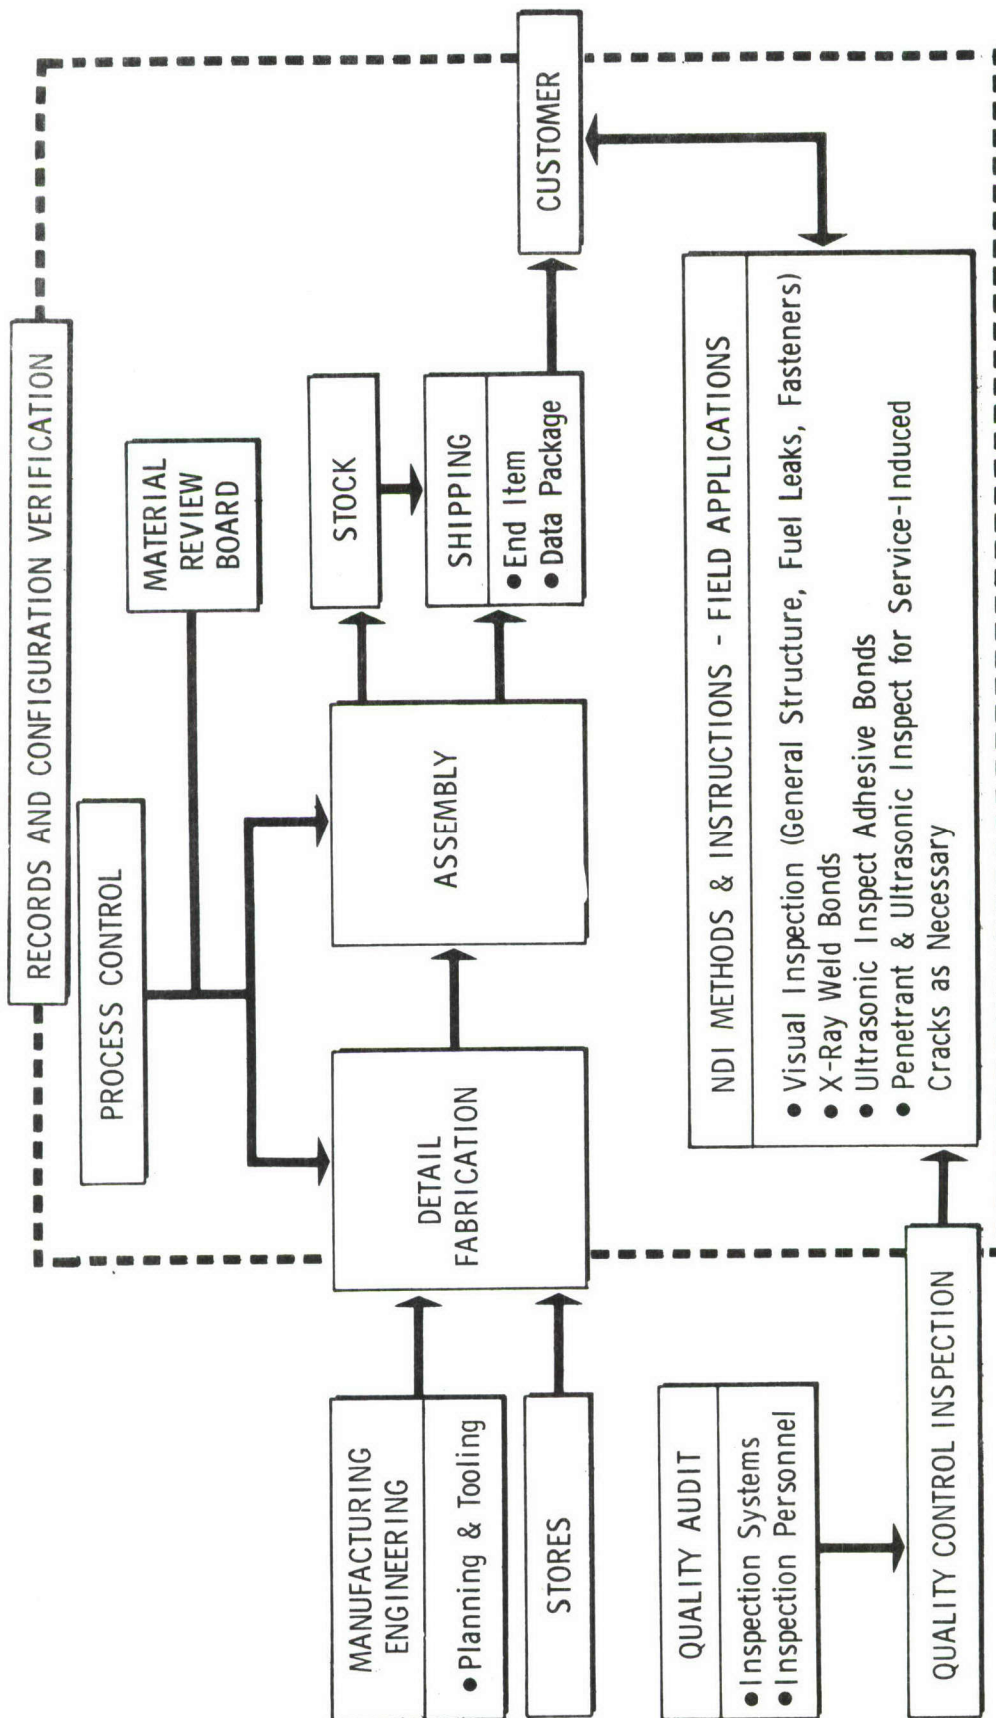 RECORDS AND CONFIGURATION VERIFICATION
PROCESS CONTROL
MATERIAL
REVIEW
BOARD
MANUFACTURING
ENGINEERING
• Planning & Tooling
STORES
DETAIL
FABRICATION
ASSEMBLY
STOCK
SHIPPING
• End Item
• Data Package
CUSTOMER
QUALITY AUDIT
• Inspection Systems
• Inspection Personnel
QUALITY CONTROL INSPECTION
NDI METHODS & INSTRUCTIONS - FIELD APPLICATIONS
• Visual Inspection (General Structure, Fuel Leaks, Fasteners)
• X-Ray Weld Bonds
• Ultrasonic Inspect Adhesive Bonds
• Penetrant & Ultrasonic Inspect for Service-Induced
Cracks as Necessary